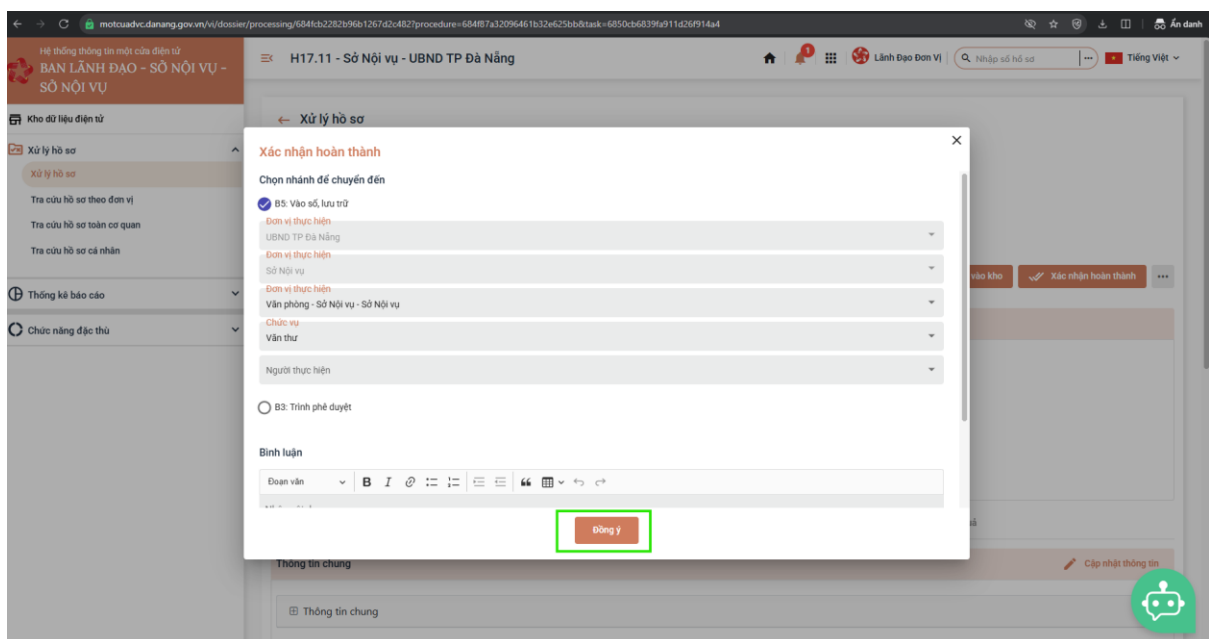 motcuadvc.danang.gov.vn/vi/dossier/processing/684fcb2282b96b1267d2c482?procedure=684f87a32096461b32e625bb&task=6850cb6839fa911d26f914a4
Ẩn danh
Hệ thống thông tin một cửa điện tử
BAN LÃNH ĐẠO - SỞ NỘI VỤ -
SỞ NỘI VỤ
H17.11 - Sở Nội vụ - UBND TP Đà Nẵng
1
Lãnh Đạo Đơn Vị
Nhập số hồ sơ
Tiếng Việt
Kho dữ liệu điện tử
Xử lý hồ sơ
Xử lý hồ sơ
Tra cứu hồ sơ theo đơn vị
Tra cứu hồ sơ toàn cơ quan
Tra cứu hồ sơ cá nhân
Thống kê báo cáo
Chức năng đặc thù
Xử lý hồ sơ
Xác nhận hoàn thành
Chọn nhánh để chuyển đến
B5: Vào sổ, lưu trữ
Đơn vị thực hiện
UBND TP Đà Nẵng
Đơn vị thực hiện
Sở Nội vụ
Đơn vị thực hiện
Văn phòng - Sở Nội vụ - Sở Nội vụ
Chức vụ
Văn thư
Người thực hiện
B3: Trình phê duyệt
Bình luận
Đoạn văn
B I
Đồng ý
vào kho
Xác nhận hoàn thành
Thông tin chung
Cập nhật thông tin
Thông tin chung